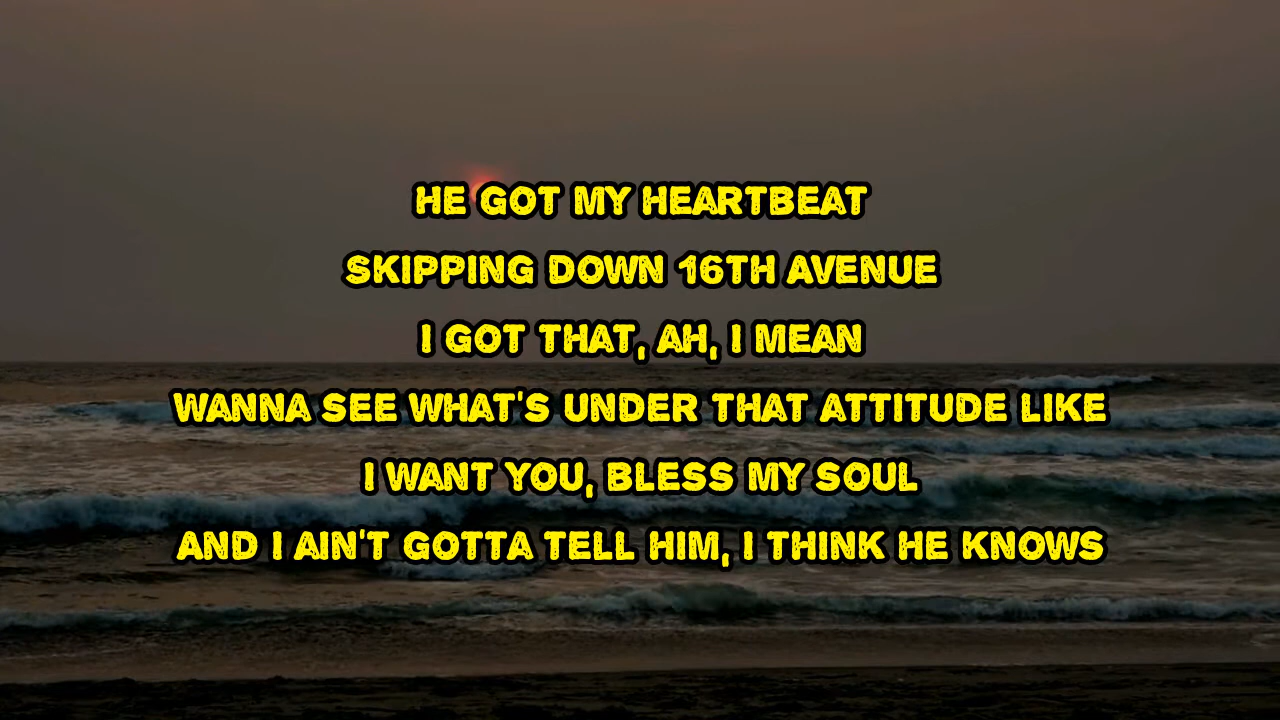 HE GOT MY HEARTBEAT
SKIPPING DOWN 16TH AVENUE
I GOT THAT, AH, I MEAN
WANNA SEE WHAT'S UNDER THAT ATTITUDE LIKE
I WANT YOU, BLESS MY SOUL
AND I AIN'T GOTTA TELL HIM, I THINK HE KNOWS